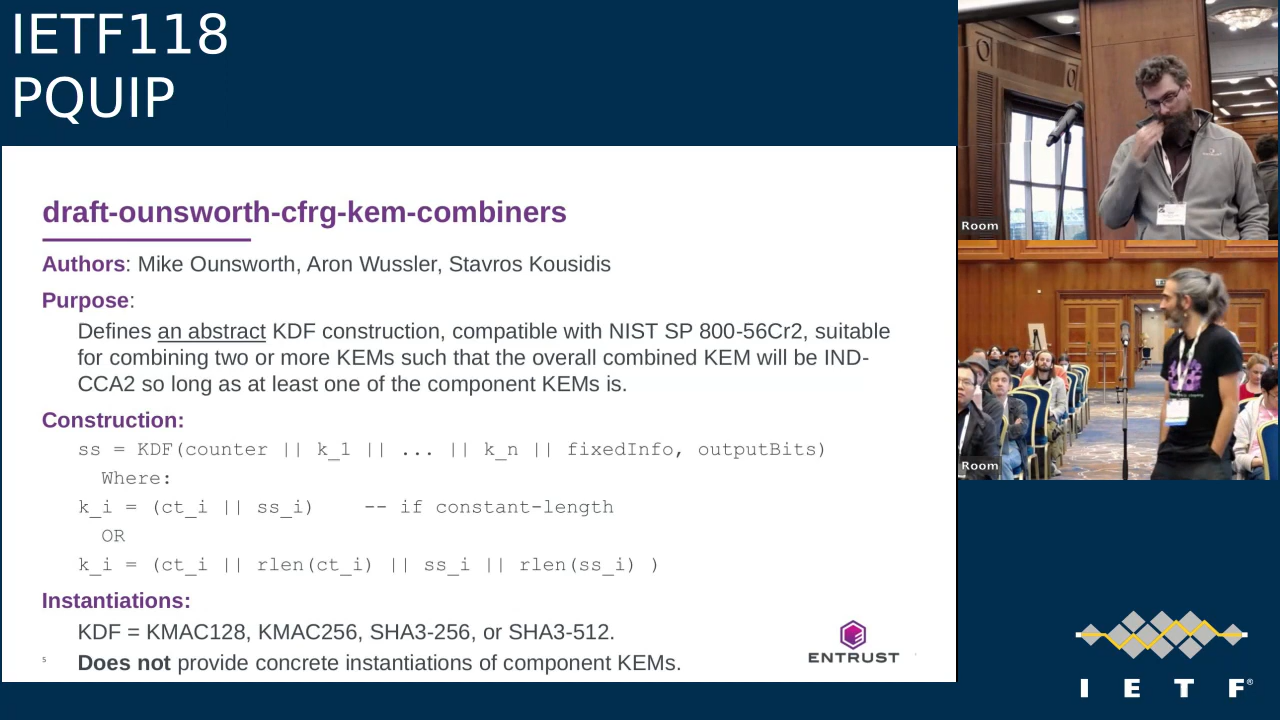 IETF118
PQUIP
draft-ounsworth-cfrg-kem-combiners
Authors: Mike Ounsworth, Aron Wussler, Stavros Kousidis
Purpose:
Defines an abstract KDF construction, compatible with NIST SP 800-56Cr2, suitable
for combining two or more KEMs such that the overall combined KEM will be IND-
CCA2 so long as at least one of the component KEMs is.
Construction:
ss = KDF(counter || k_1 || ... || k_n || fixedInfo, outputBits)
Where:
k_i = (ct_i || ss_i) -- if constant-length
OR
k_i = (ct_i || rlen(ct_i) || ss_i || rlen(ss_i) )
Instantiations:
KDF = KMAC128, KMAC256, SHA3-256, or SHA3-512.
5 Does not provide concrete instantiations of component KEMs.
ENTRUST
Room
Room
IETF®